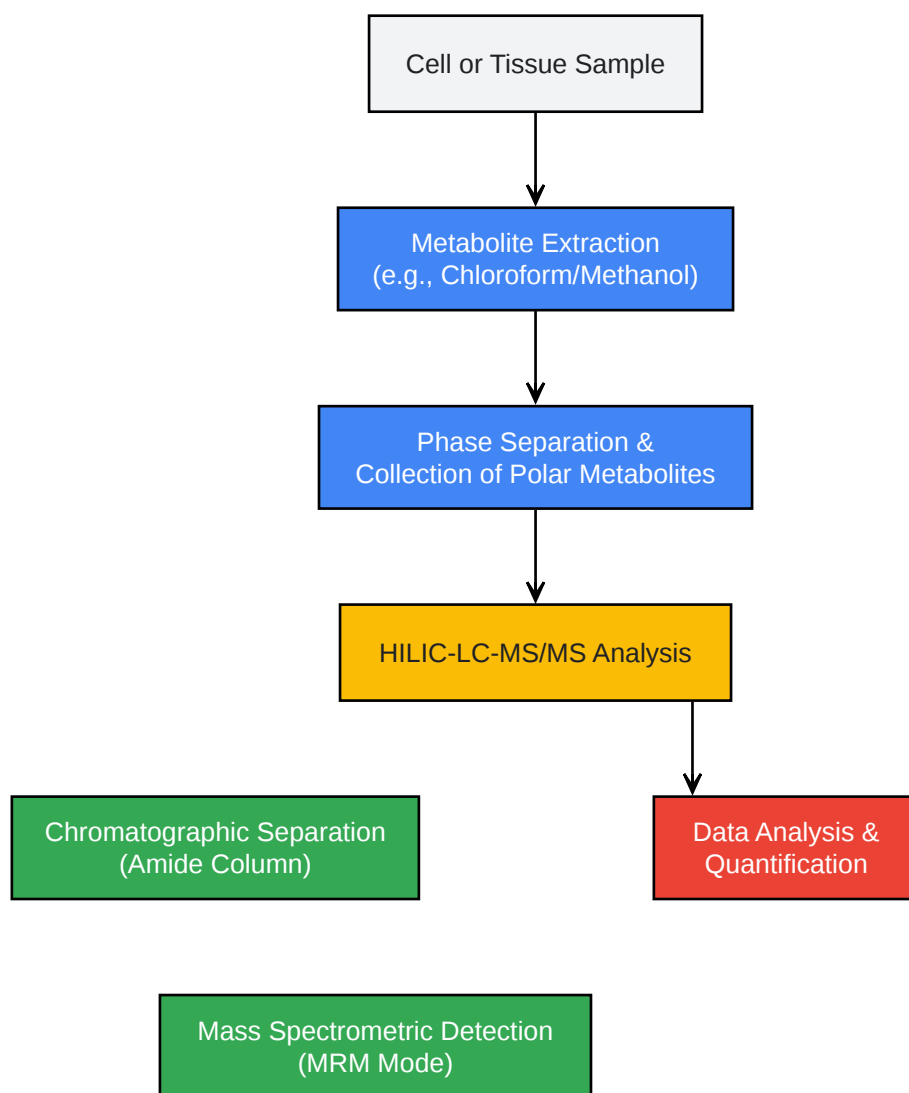 Cell or Tissue Sample
Metabolite Extraction
(e.g., Chloroform/Methanol)
Phase Separation &
Collection of Polar Metabolites
HILIC-LC-MS/MS Analysis
Chromatographic Separation
(Amide Column)
Data Analysis &
Quantification
Mass Spectrometric Detection
(MRM Mode)